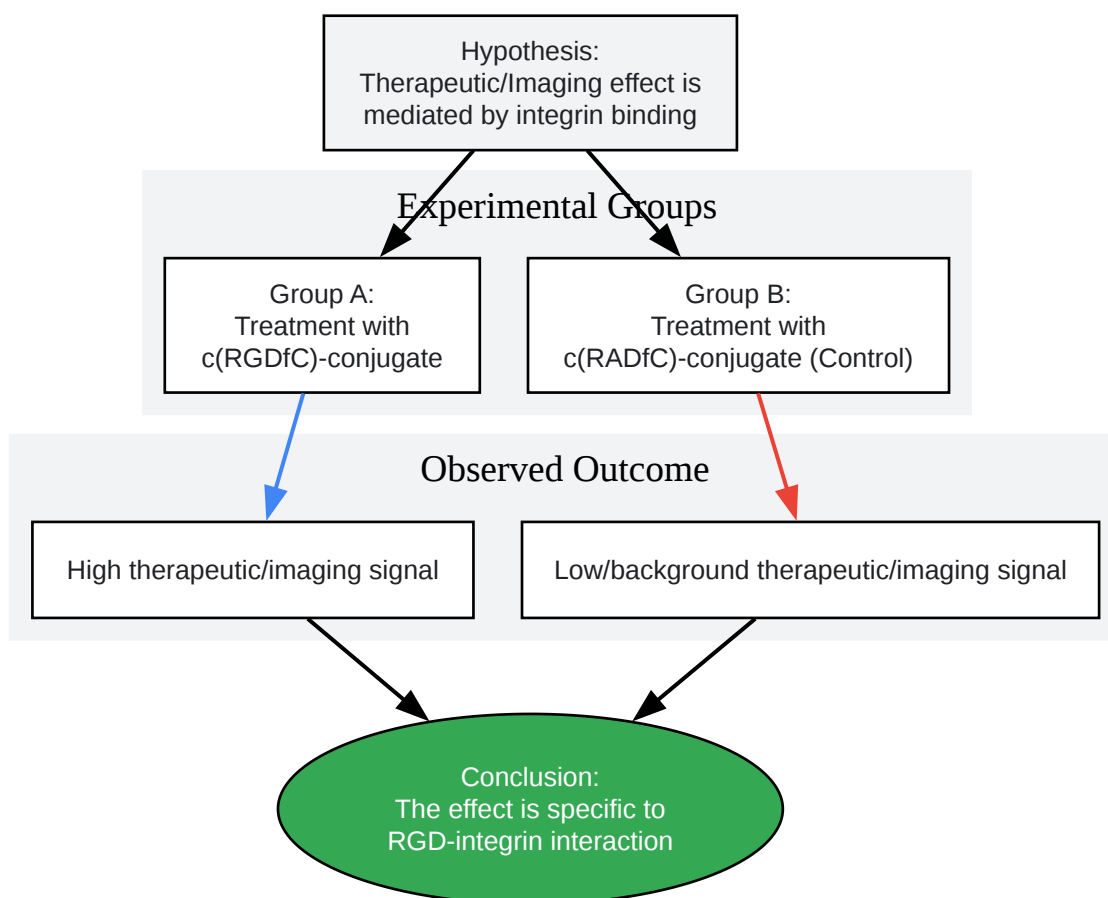 Hypothesis:
Therapeutic/Imaging effect is
mediated by integrin binding
Experimental Groups
Group A:
Treatment with
c(RGDfC)-conjugate
Group B:
Treatment with
c(RADfC)-conjugate (Control)
Observed Outcome
High therapeutic/imaging signal
Low/background therapeutic/imaging signal
Conclusion:
The effect is specific to
RGD-integrin interaction